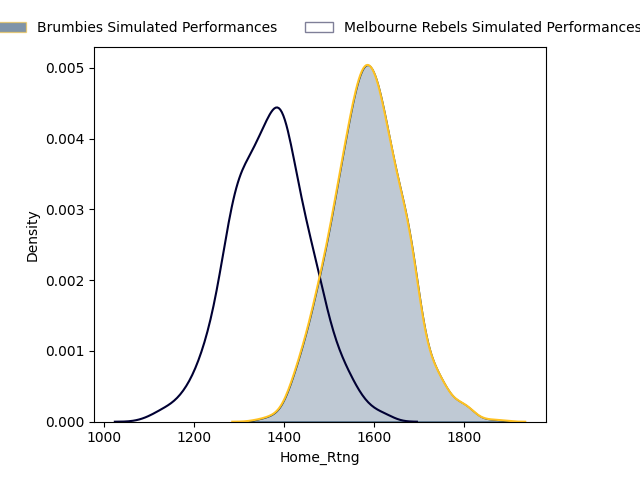 Brumbies Simulated Performances Melbourne Rebels Simulated Performances
0.005
0.004
0.003
0.002
0.001
0.000
Density
1000 1200 1400 1600 1800
Home_Rtng